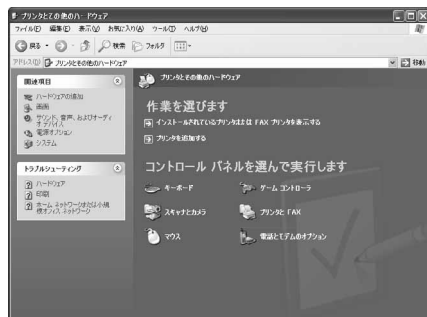 プリンタとその他のハードウェア
ファイル(F) 編集(E) 表示(V) お気に入り(A) ツール(T) ヘルプ(H)
戻る 検索 フォルダ
アドレス(D) プリンタとその他のハードウェア 移動
関連項目
ハードウェアの追加
画面
サウンド、音声、およびオーディオ デバイス
電源オプション
システム
トラブルシューティング
ハードウェア
印刷
ホーム ネットワークまたは小規模オフィス ネットワーク
プリンタとその他のハードウェア
作業を選びます
インストールされているプリンタまたは FAX プリンタを表示する
プリンタを追加する
コントロール パネルを選んで実行します
キーボード ゲーム コントローラ
スキャナとカメラ プリンタと FAX
マウス 電話とモデムのオプション